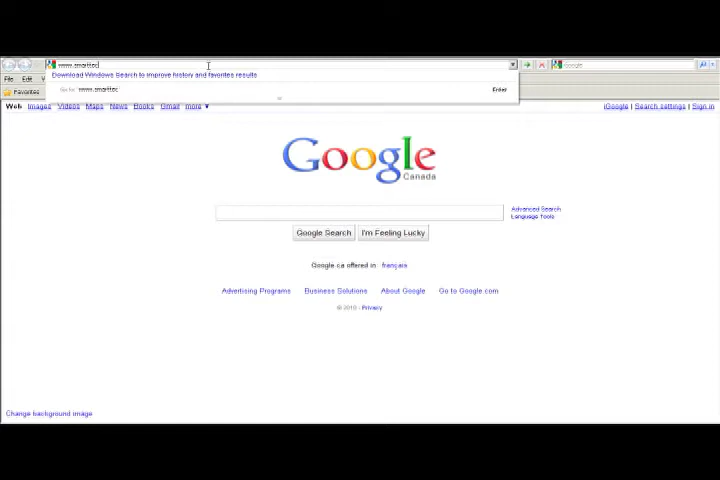 www.smarttec
Google
Download Windows Search to improve history and favorites results
File Edit
Go to www.smarttec Enter
Favorites
Web Images Videos Maps News Books Gmail more ▼ iGoogle | Search settings | Sign in
Google
Canada
Advanced Search
Language Tools
Google Search I'm Feeling Lucky
Google.ca offered in: français
Advertising Programs Business Solutions About Google Go to Google.com
© 2010 - Privacy
Change background image